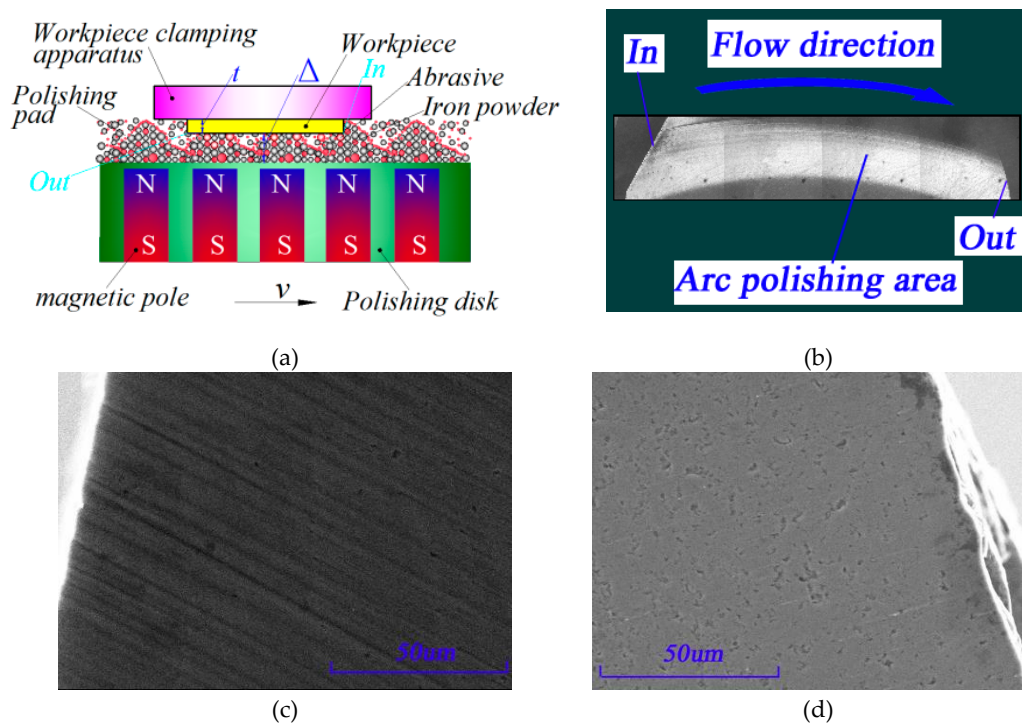 Workpiece clamping
apparatus
Workpiece
t
Δ
In
Abrasive
Polishing
pad
Iron powder
Out
N N N N N
S S S S S
magnetic pole
v
Polishing disk
(a)
In
Flow direction
Out
Arc polishing area
(b)
50um
(c)
50um
(d)